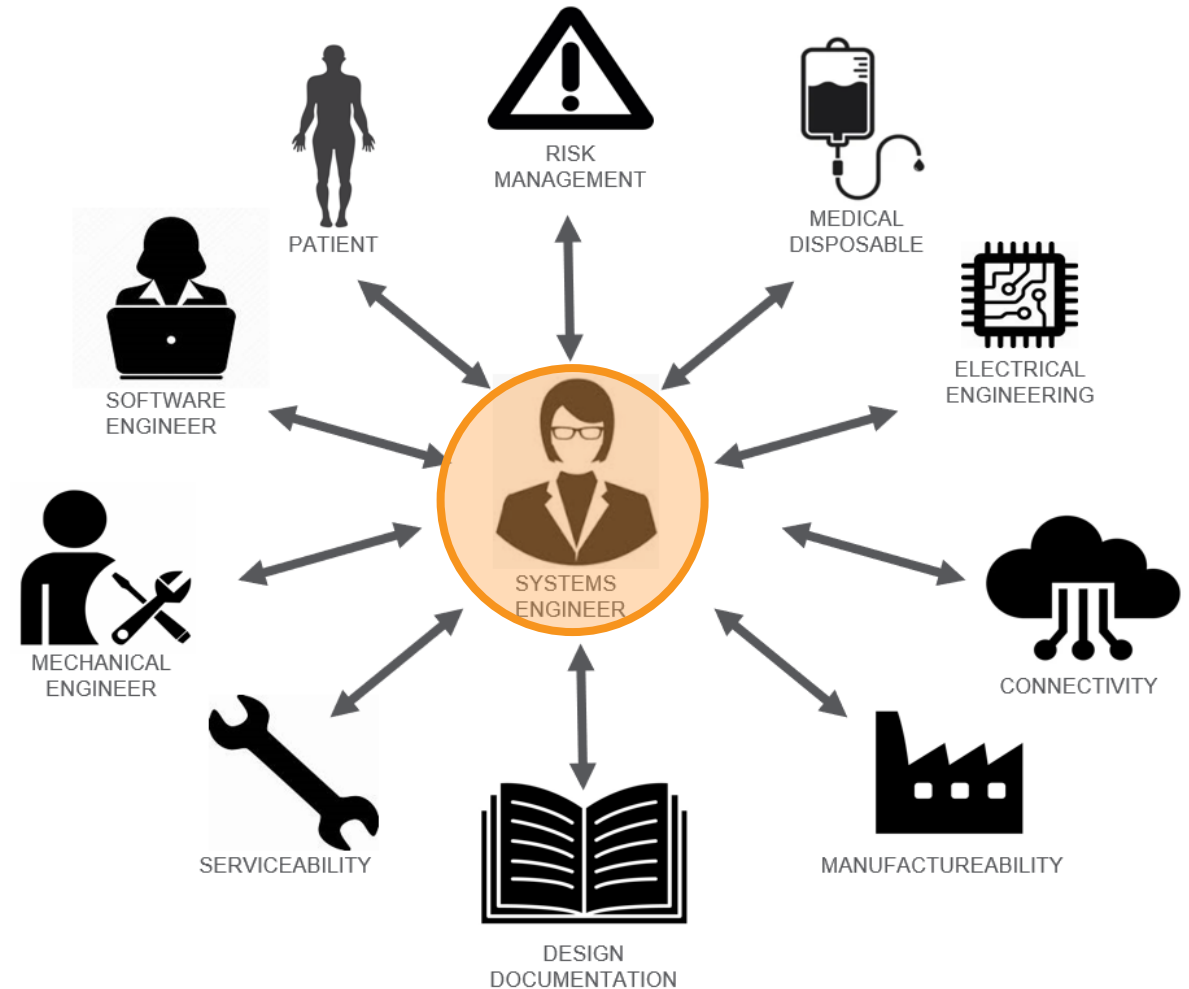 RISK
MANAGEMENT
PATIENT
MEDICAL
DISPOSABLE
SOFTWARE
ENGINEER
ELECTRICAL
ENGINEERING
SYSTEMS
ENGINEER
MECHANICAL
ENGINEER
CONNECTIVITY
SERVICEABILITY
MANUFACTUREABILITY
DESIGN
DOCUMENTATION